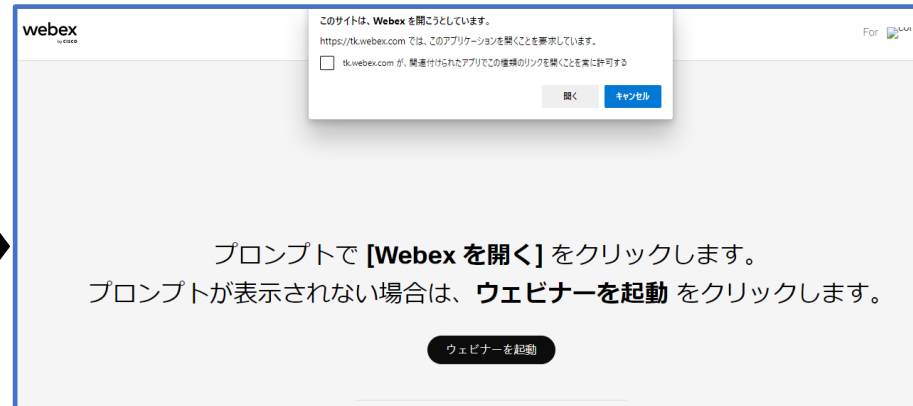 webex
by CISCO
このサイトは、Webex を開こうとしています。
https://tk.webex.com では、このアプリケーションを開くことを要求しています。
tk.webex.com が、関連付けられたアプリでこの種類のリンクを開くことを常に許可する
開く
キャンセル
For
プロンプトで [Webex を開く] をクリックします。
プロンプトが表示されない場合は、ウェビナーを起動 をクリックします。
ウェビナーを起動